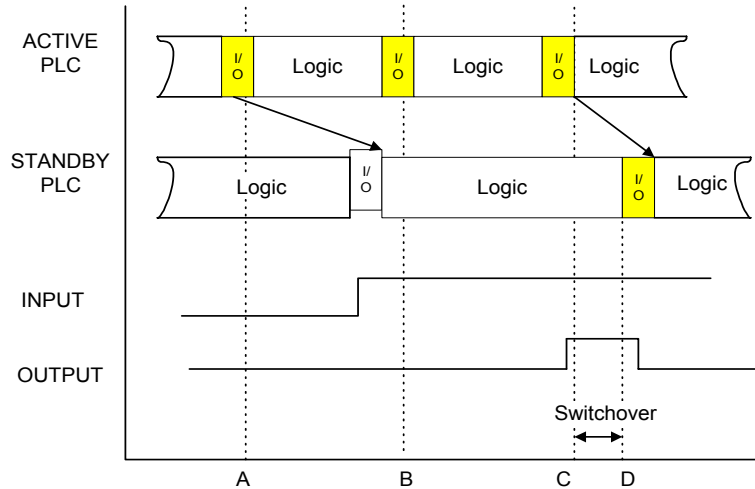 ACTIVE
PLC
I/
O
Logic
I/
O
Logic
I/
O
Logic
STANDBY
PLC
Logic
I/
O
Logic
I/
O
Logic
INPUT
OUTPUT
Switchover
A
B
C
D